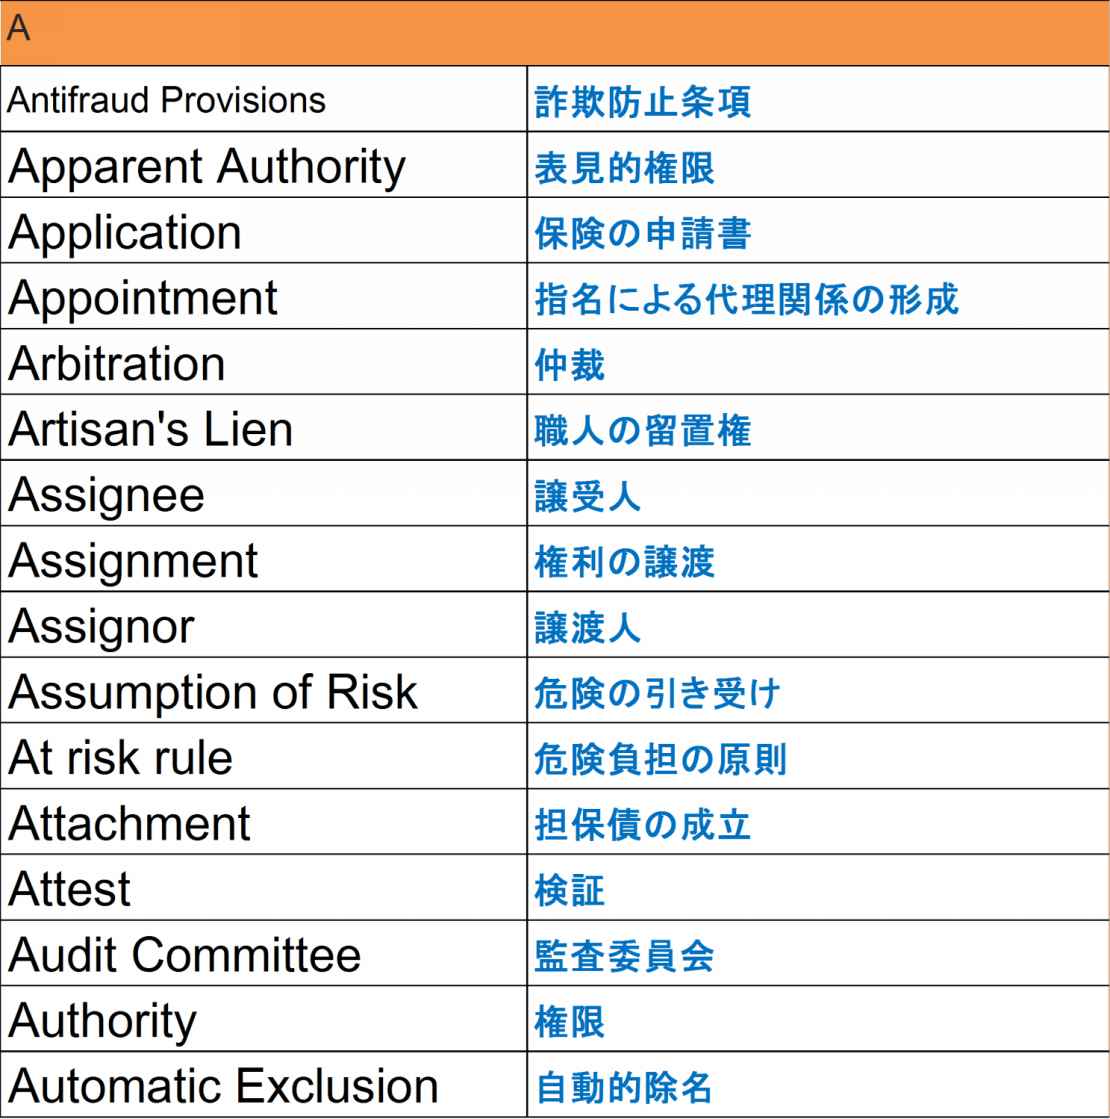 A
Antifraud Provisions 詐欺防止条項
Apparent Authority 表見的権限
Application 保険の申請書
Appointment 指名による代理関係の形成
Arbitration 仲裁
Artisan's Lien 職人の留置権
Assignee 譲受人
Assignment 権利の譲渡
Assignor 譲渡人
Assumption of Risk 危険の引き受け
At risk rule 危険負担の原則
Attachment 担保債の成立
Attest 検証
Audit Committee 監査委員会
Authority 権限
Automatic Exclusion 自動的除名